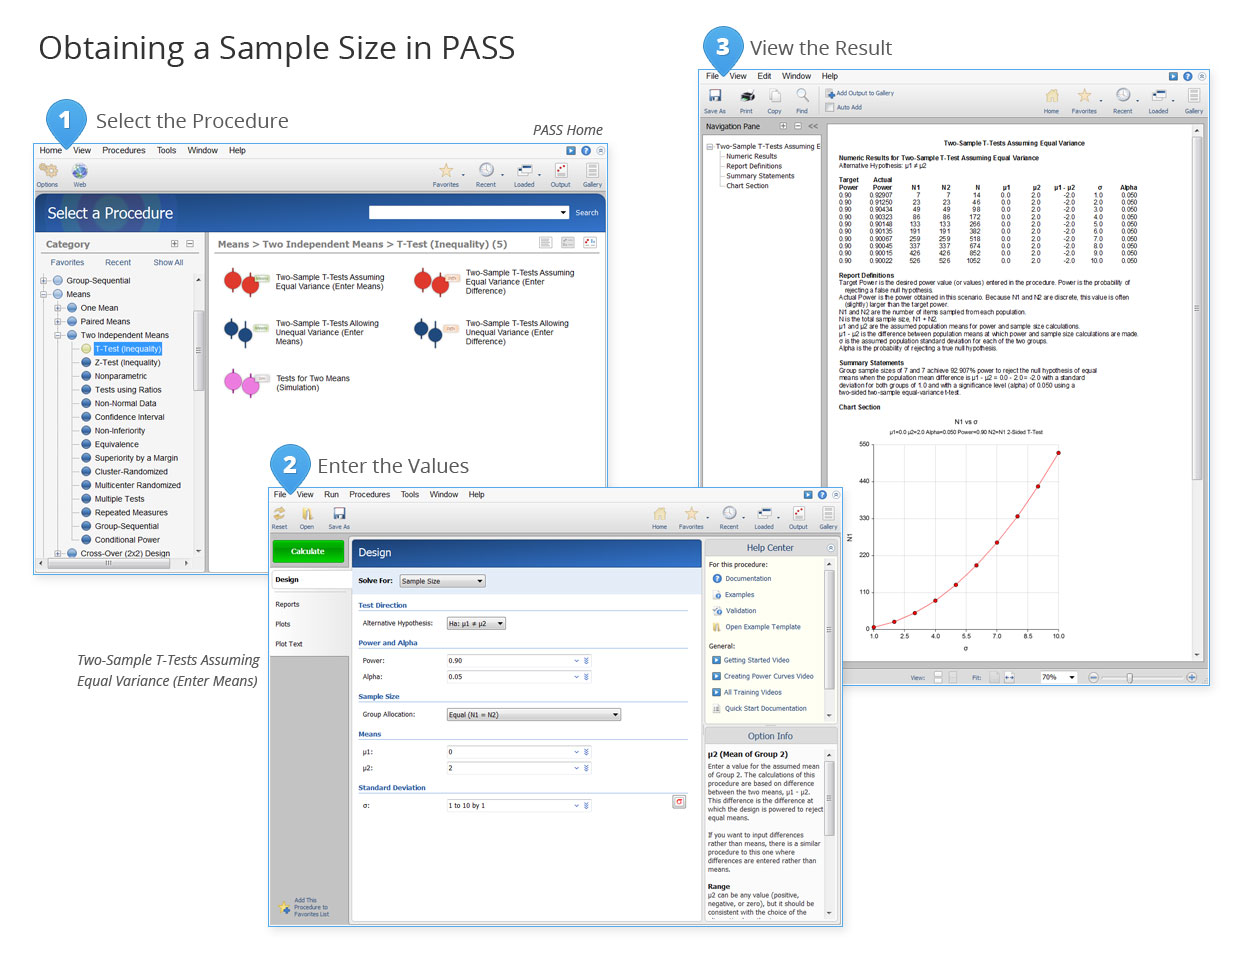 Obtaining a Sample Size in PASS
1 Select the Procedure
PASS Home
Home View Procedures Tools Window Help
Options Web Favorites Recent Loaded Output Gallery
Select a Procedure Search
Category
Favorites Recent Show All
Group-Sequential
Means
One Mean
Paired Means
Two Independent Means
T-Test (Inequality)
Z-Test (Inequality)
Nonparametric
Tests using Ratios
Non-Normal Data
Confidence Interval
Non-Inferiority
Equivalence
Superiority by a Margin
Cluster-Randomized
Multicenter Randomized
Multiple Tests
Repeated Measures
Group-Sequential
Conditional Power
Cross-Over (2x2) Design
Means > Two Independent Means > T-Test (Inequality) (5)
Two-Sample T-Tests Assuming
Equal Variance (Enter Means)
Two-Sample T-Tests Assuming
Equal Variance (Enter
Difference)
Two-Sample T-Tests Allowing
Unequal Variance (Enter
Means)
Two-Sample T-Tests Allowing
Unequal Variance (Enter
Difference)
Tests for Two Means
(Simulation)
2 Enter the Values
File View Run Procedures Tools Window Help
Reset Open Save As Home Favorites Recent Loaded Output Gallery
Calculate
Design
Reports
Plots
Plot Text
Add This
Procedure to
Favorites List
Design
Solve For: Sample Size
Test Direction
Alternative Hypothesis: Ha: μ1 ≠ μ2
Power and Alpha
Power: 0.90
Alpha: 0.05
Sample Size
Group Allocation: Equal (N1 = N2)
Means
μ1: 0
μ2: 2
Standard Deviation
σ: 1 to 10 by 1 σ
Help Center
For this procedure:
Documentation
Examples
Validation
Open Example Template
General:
Getting Started Video
Creating Power Curves Video
All Training Videos
Quick Start Documentation
Option Info
μ2 (Mean of Group 2)
Enter a value for the assumed mean
of Group 2. The calculations of this
procedure are based on difference
between the two means, μ1 - μ2.
This difference is the difference at
which the design is powered to reject
equal means.
If you want to input differences
rather than means, there is a similar
procedure to this one where
differences are entered rather than
means.
Range
μ2 can be any value (positive,
negative, or zero), but it should be
consistent with the choice of the
Two-Sample T-Tests Assuming
Equal Variance (Enter Means)
3 View the Result
File View Edit Window Help
Save As Print Copy Find Add Output to Gallery Auto Add Home Favorites Recent Loaded Gallery
Navigation Pane <<
Two-Sample T-Tests Assuming E
Numeric Results
Report Definitions
Summary Statements
Chart Section
Two-Sample T-Tests Assuming Equal Variance
Numeric Results for Two-Sample T-Test Assuming Equal Variance
Alternative Hypothesis: μ1 ≠ μ2
Target Actual
Power Power N1 N2 N μ1 μ2 μ1 - μ2 σ Alpha
0.90 0.92907 7 7 14 0.0 2.0 -2.0 1.0 0.050
0.90 0.91250 23 23 46 0.0 2.0 -2.0 2.0 0.050
0.90 0.90434 49 49 98 0.0 2.0 -2.0 3.0 0.050
0.90 0.90323 86 86 172 0.0 2.0 -2.0 4.0 0.050
0.90 0.90148 133 133 266 0.0 2.0 -2.0 5.0 0.050
0.90 0.90135 191 191 382 0.0 2.0 -2.0 6.0 0.050
0.90 0.90067 259 259 518 0.0 2.0 -2.0 7.0 0.050
0.90 0.90045 337 337 674 0.0 2.0 -2.0 8.0 0.050
0.90 0.90015 426 426 852 0.0 2.0 -2.0 9.0 0.050
0.90 0.90022 526 526 1052 0.0 2.0 -2.0 10.0 0.050
Report Definitions
Target Power is the desired power value (or values) entered in the procedure. Power is the probability of
rejecting a false null hypothesis.
Actual Power is the power obtained in this scenario. Because N1 and N2 are discrete, this value is often
(slightly) larger than the target power.
N1 and N2 are the number of items sampled from each population.
N is the total sample size, N1 + N2.
μ1 and μ2 are the assumed population means for power and sample size calculations.
μ1 - μ2 is the difference between population means at which power and sample size calculations are made.
σ is the assumed population standard deviation for each of the two groups.
Alpha is the probability of rejecting a true null hypothesis.
Summary Statements
Group sample sizes of 7 and 7 achieve 92.907% power to reject the null hypothesis of equal
means when the population mean difference is μ1 - μ2 = 0.0 - 2.0 = -2.0 with a standard
deviation for both groups of 1.0 and with a significance level (alpha) of 0.050 using a
two-sided two-sample equal-variance t-test.
Chart Section
N1 vs σ
μ1=0.0 μ2=2.0 Alpha=0.050 Power=0.90 N2=N1 2-Sided T-Test
550
440
330
220
110
0
N1
1.0 2.5 4.0 5.5 7.0 8.5 10.0
σ
View: Fit: 70%